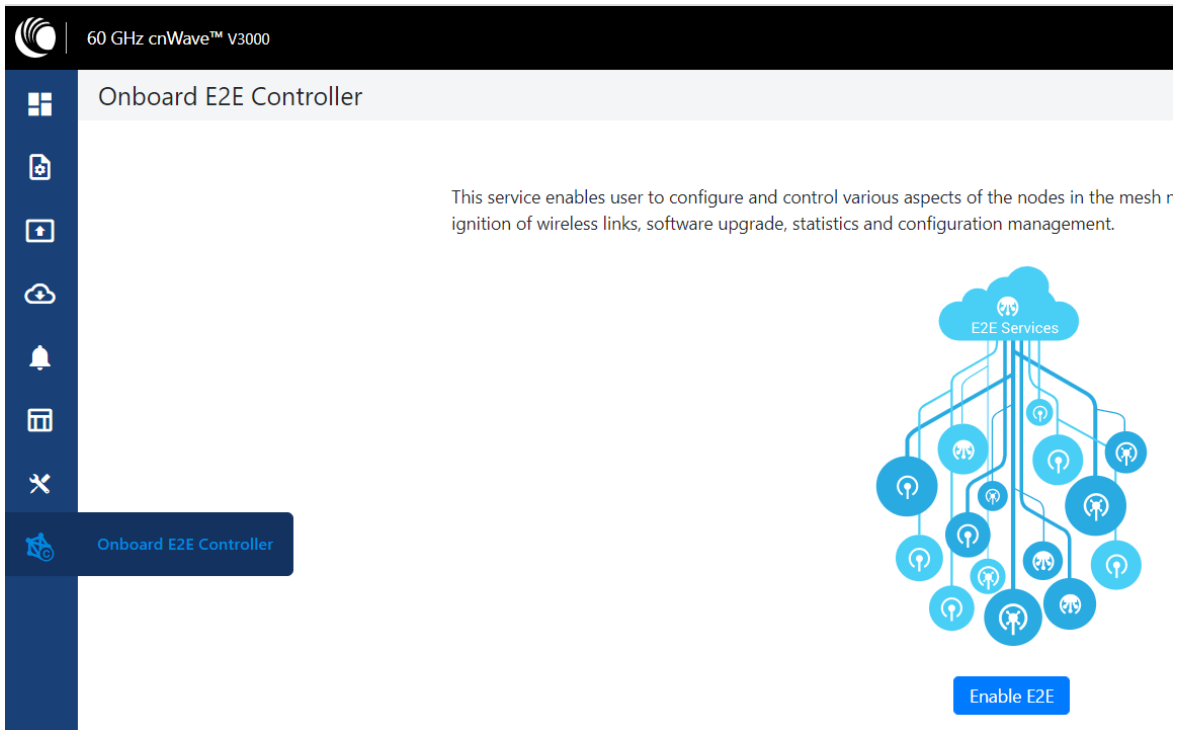 60 GHz cnWave™ V3000
Onboard E2E Controller
This service enables user to configure and control various aspects of the nodes in the mesh
ignition of wireless links, software upgrade, statistics and configuration management.
E2E Services
Onboard E2E Controller
Enable E2E